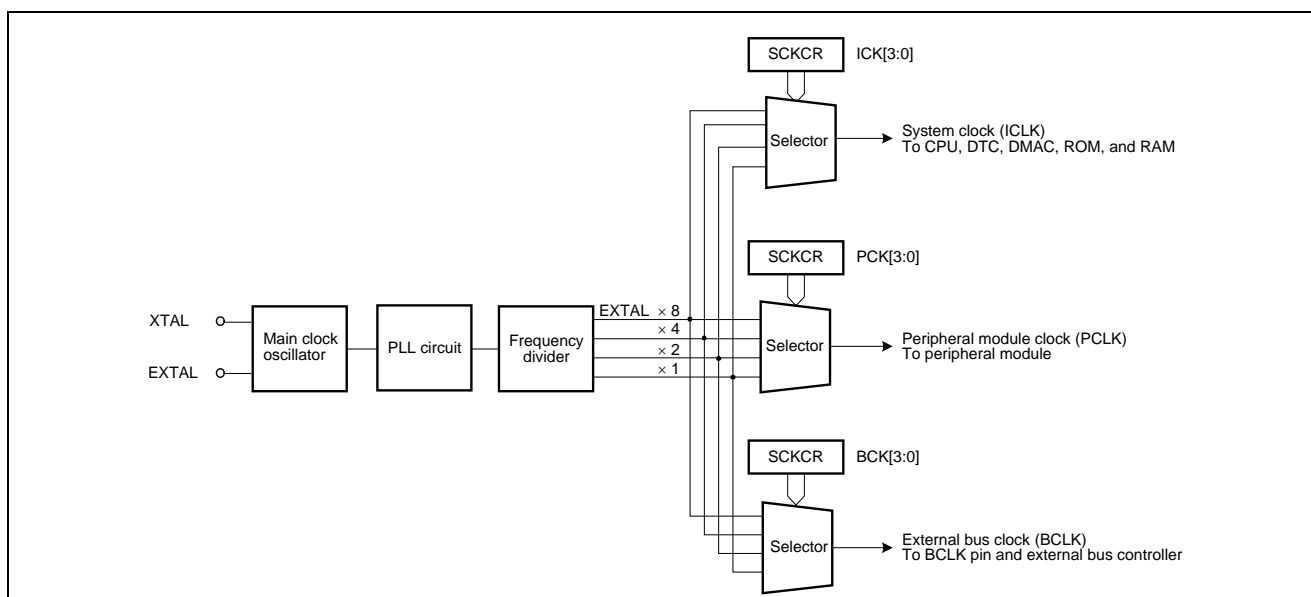 SCKCR ICK[3:0]
Selector
System clock (ICLK)
To CPU, DTC, DMAC, ROM, and RAM
SCKCR PCK[3:0]
XTAL
EXTAL
Main clock
oscillator
PLL circuit
Frequency
divider
EXTAL × 8
× 4
× 2
× 1
Selector
Peripheral module clock (PCLK)
To peripheral module
SCKCR BCK[3:0]
Selector
External bus clock (BCLK)
To BCLK pin and external bus controller